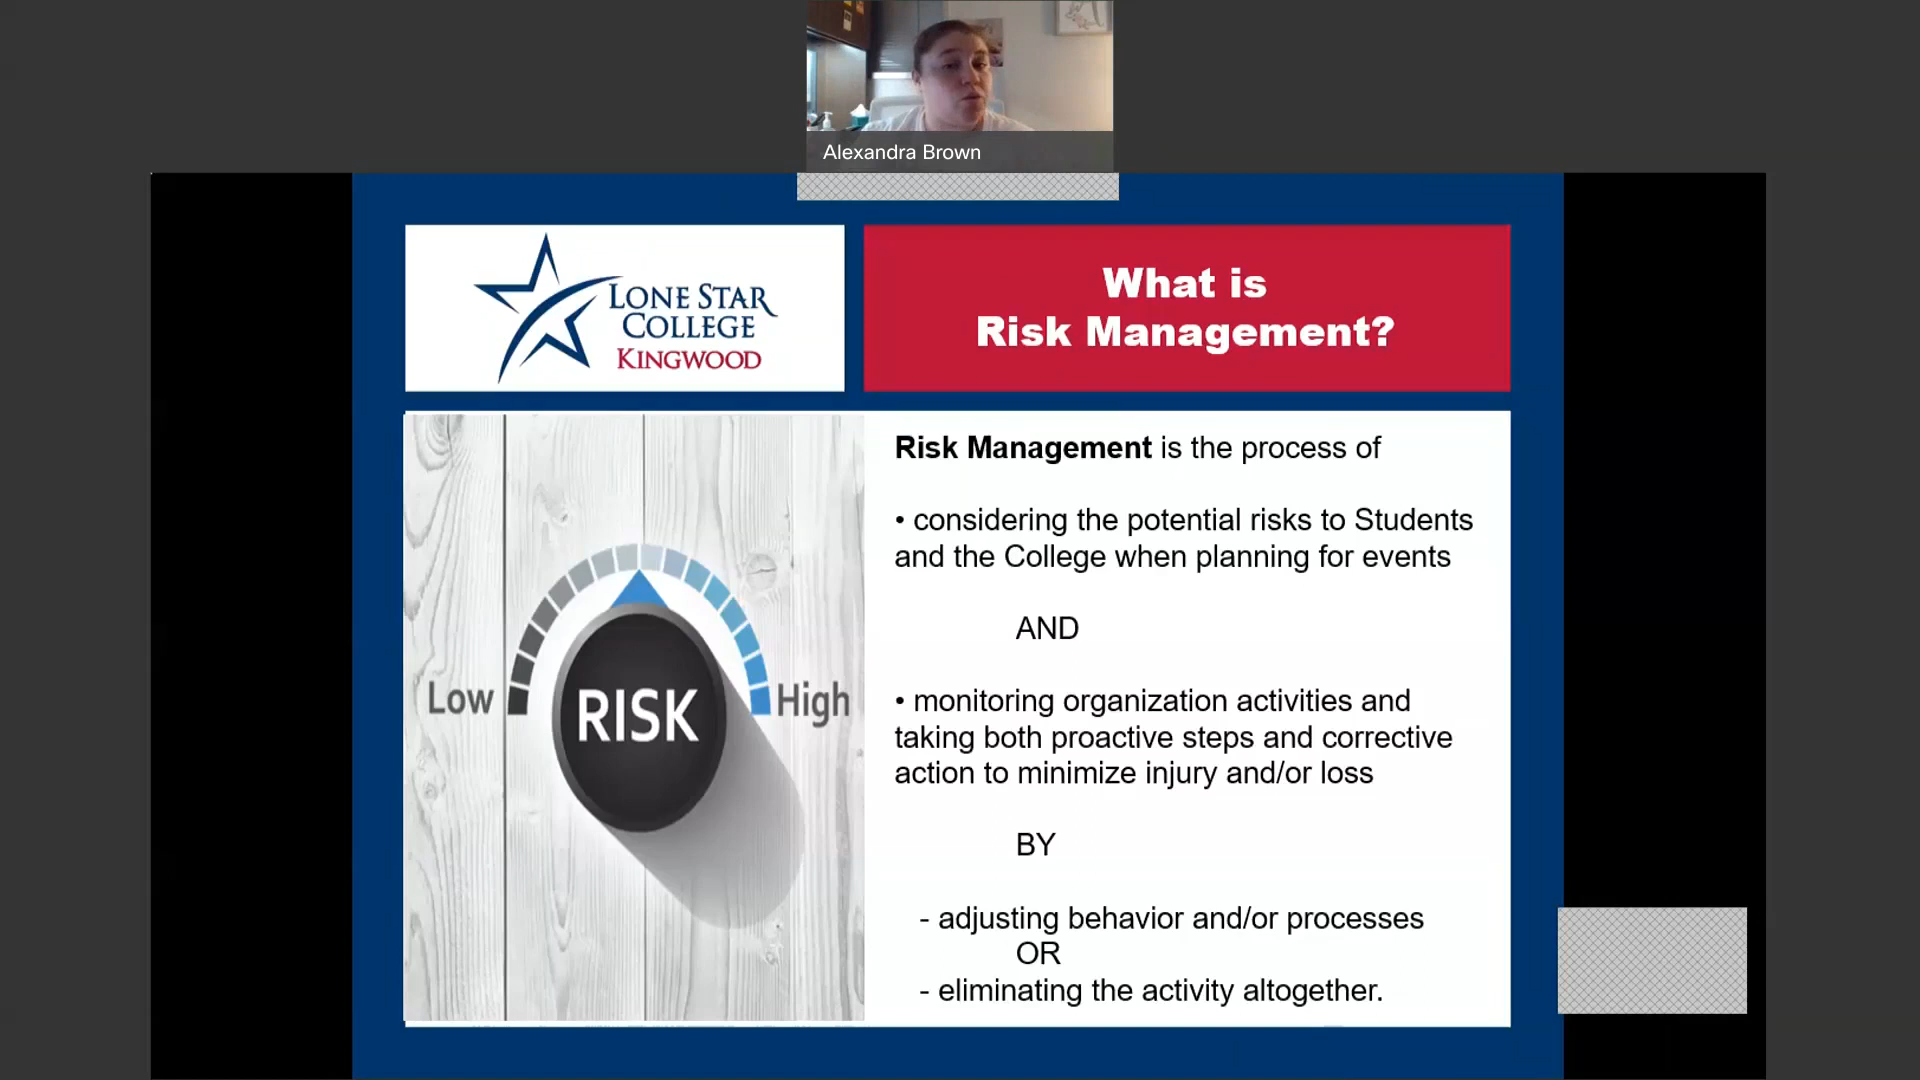 Alexandra Brown
LONE STAR
COLLEGE
KINGWOOD
What is
Risk Management?
Low
RISK
High
Risk Management is the process of
• considering the potential risks to Students
and the College when planning for events
AND
• monitoring organization activities and
taking both proactive steps and corrective
action to minimize injury and/or loss
BY
- adjusting behavior and/or processes
OR
- eliminating the activity altogether.